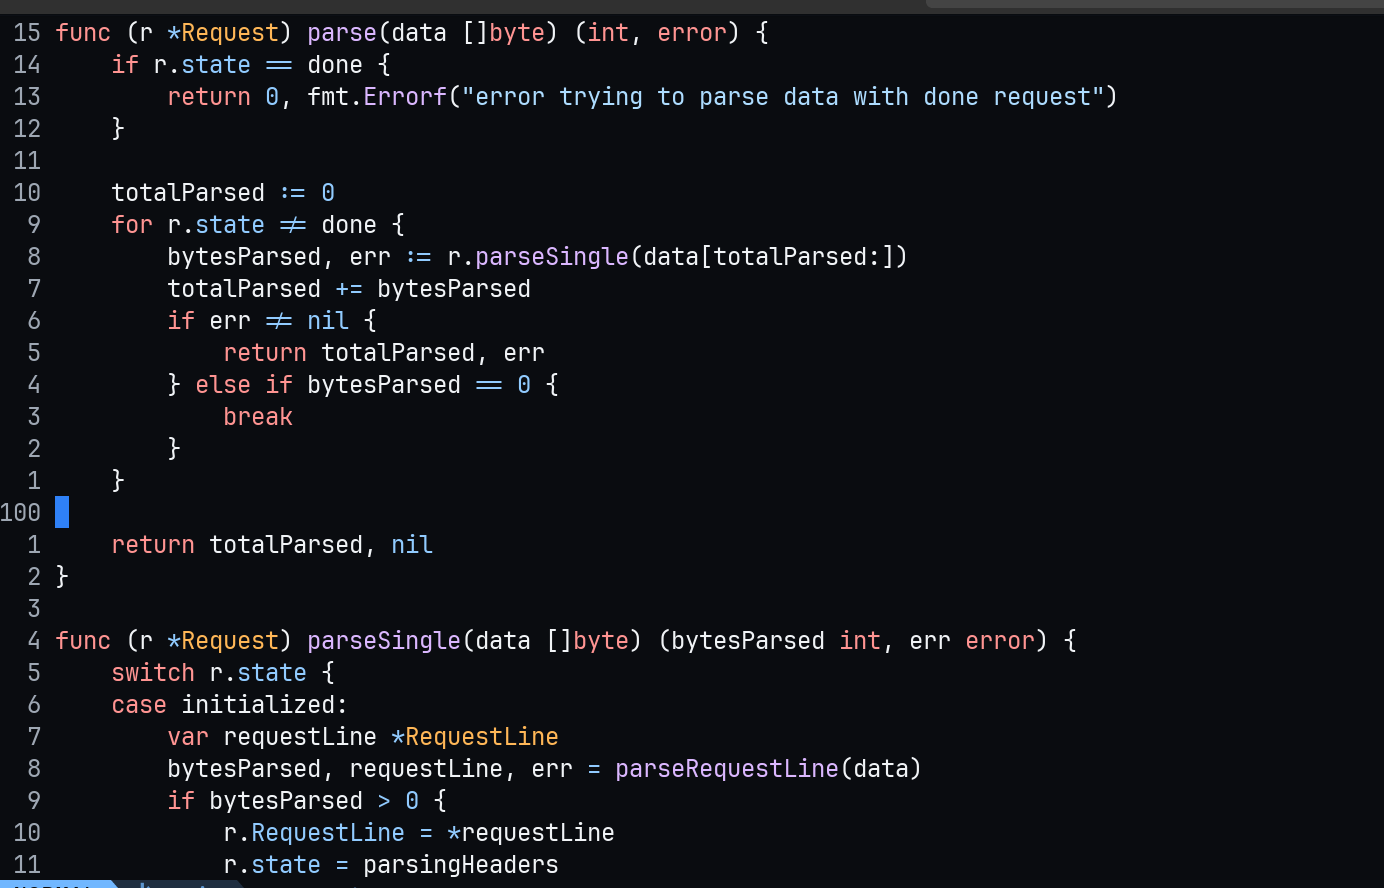 15 func (r *Request) parse(data []byte) (int, error) {
14     if r.state == done {
13         return 0, fmt.Errorf("error trying to parse data with done request")
12     }
11
10     totalParsed := 0
9     for r.state != done {
8         bytesParsed, err := r.parseSingle(data[totalParsed:])
7         totalParsed += bytesParsed
6         if err != nil {
5             return totalParsed, err
4         } else if bytesParsed == 0 {
3             break
2         }
1     }
100
1     return totalParsed, nil
2 }
3
4 func (r *Request) parseSingle(data []byte) (bytesParsed int, err error) {
5     switch r.state {
6     case initialized:
7         var requestLine *RequestLine
8         bytesParsed, requestLine, err = parseRequestLine(data)
9         if bytesParsed > 0 {
10             r.RequestLine = *requestLine
11             r.state = parsingHeaders